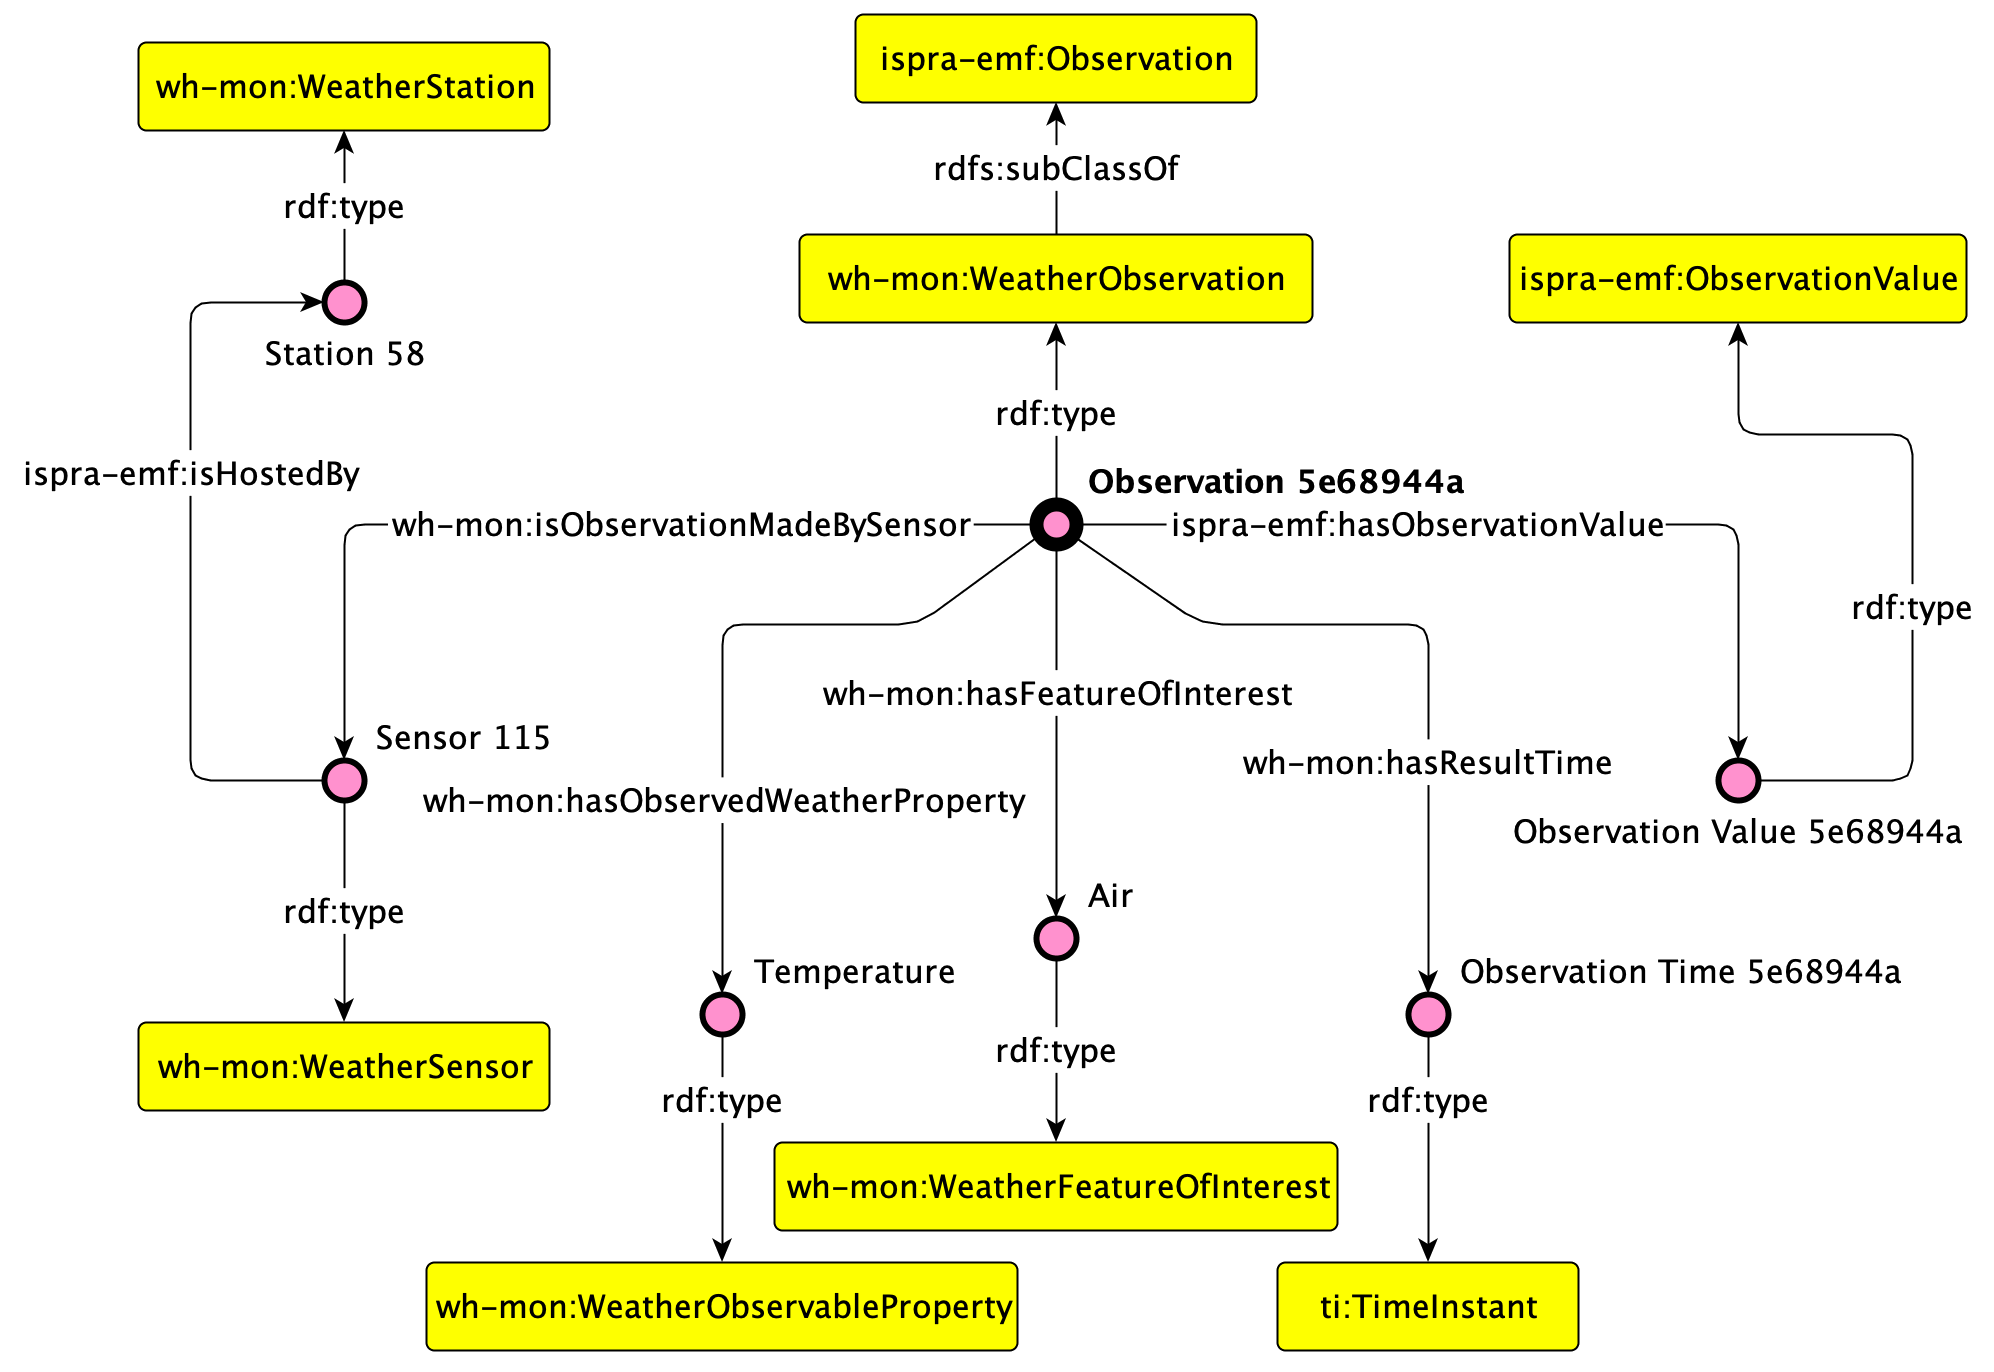 ispra-emf:Observation
wh-mon:WeatherStation
rdfs:subClassOf
rdf:type
wh-mon:WeatherObservation
ispra-emf:ObservationValue
Station 58
rdf:type
ispra-emf:isHostedBy
Observation 5e68944a
wh-mon:isObservationMadeBySensor
ispra-emf:hasObservationValue
rdf:type
wh-mon:hasFeatureOfInterest
Sensor 115
wh-mon:hasResultTime
wh-mon:hasObservedWeatherProperty
Observation Value 5e68944a
Air
rdf:type
Temperature
Observation Time 5e68944a
rdf:type
wh-mon:WeatherSensor
rdf:type
rdf:type
wh-mon:WeatherFeatureOfInterest
wh-mon:WeatherObservableProperty
ti:TimeInstant